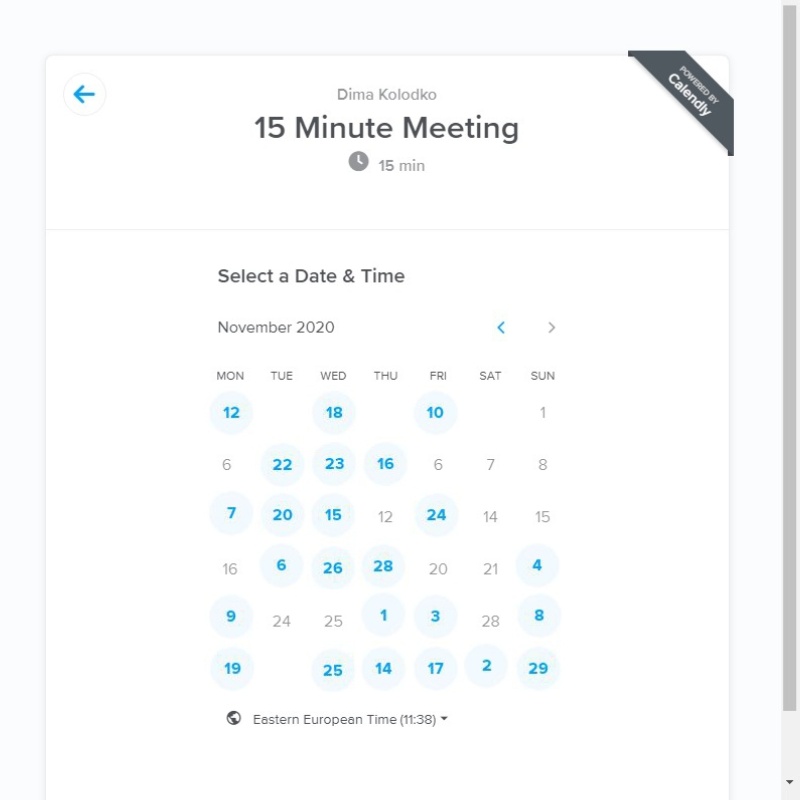 Dima Kolodko
15 Minute Meeting
15 min
POWERED BY
Calendly
Select a Date & Time
November 2020
MON TUE WED THU FRI SAT SUN
12 18 10 1
6 22 23 16 6 7 8
7 20 15 12 24 14 15
16 6 26 28 20 21 4
9 24 25 1 3 28 8
19 25 14 17 2 29
Eastern European Time (11:38)